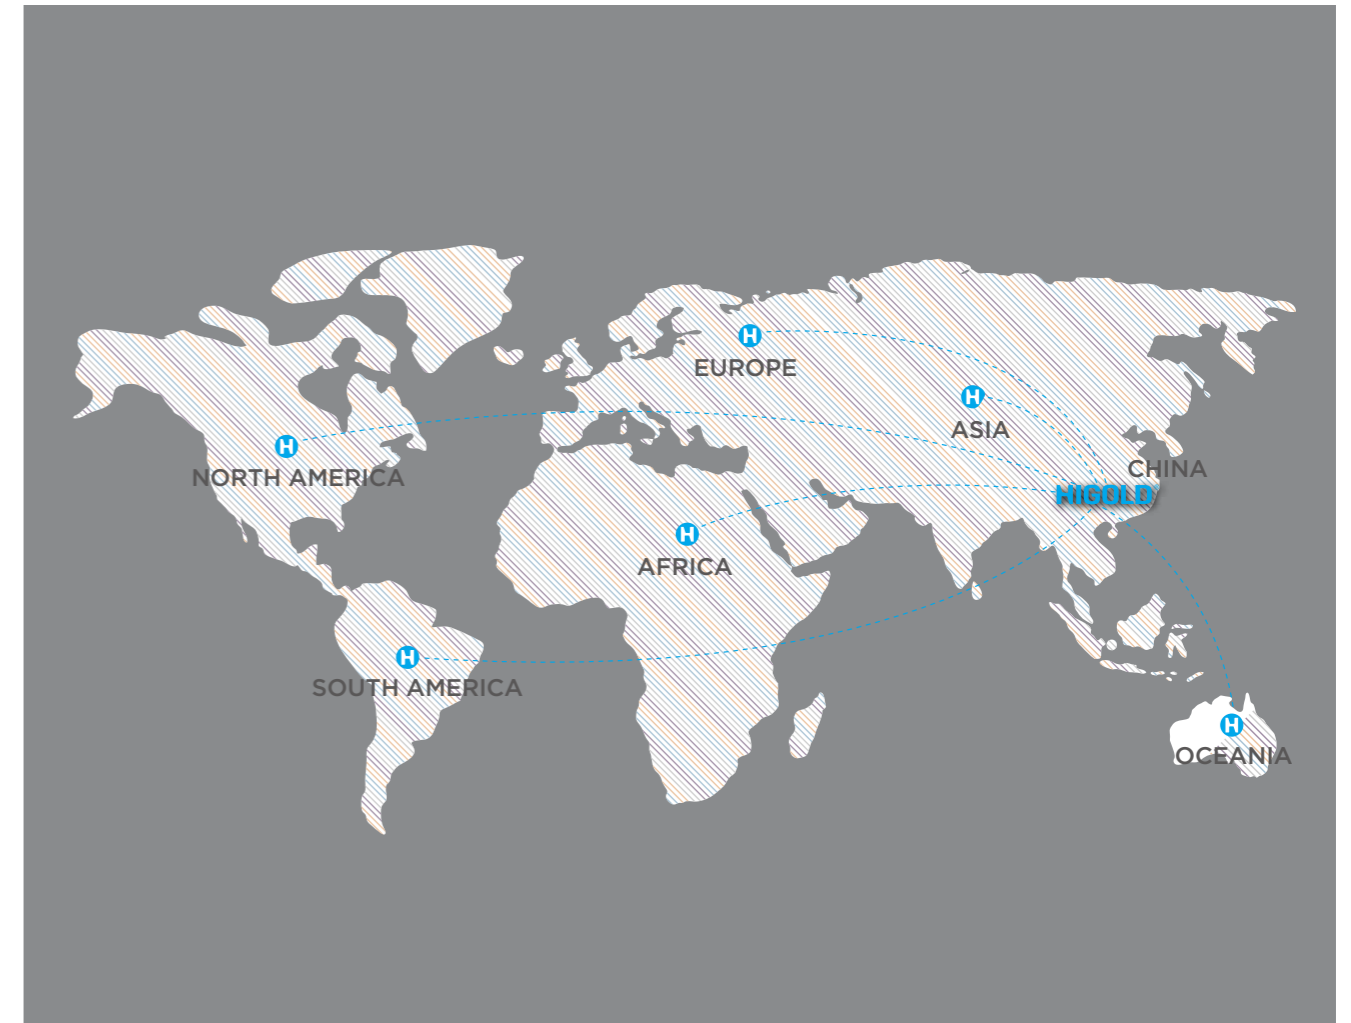 H
EUROPE
H
ASIA
H
NORTH AMERICA
CHINA
HIGOLD
H
AFRICA
H
SOUTH AMERICA
H
OCEANIA